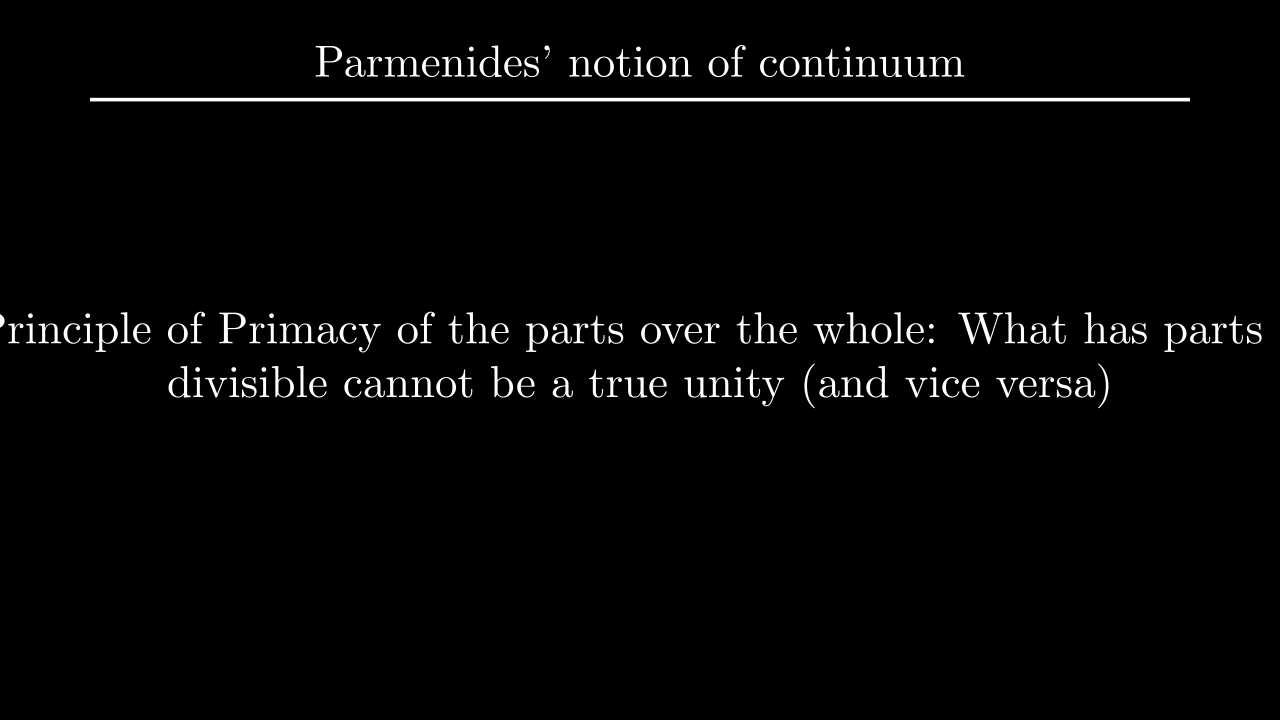 Parmenides' notion of continuum
Principle of Primacy of the parts over the whole: What has parts
divisible cannot be a true unity (and vice versa)